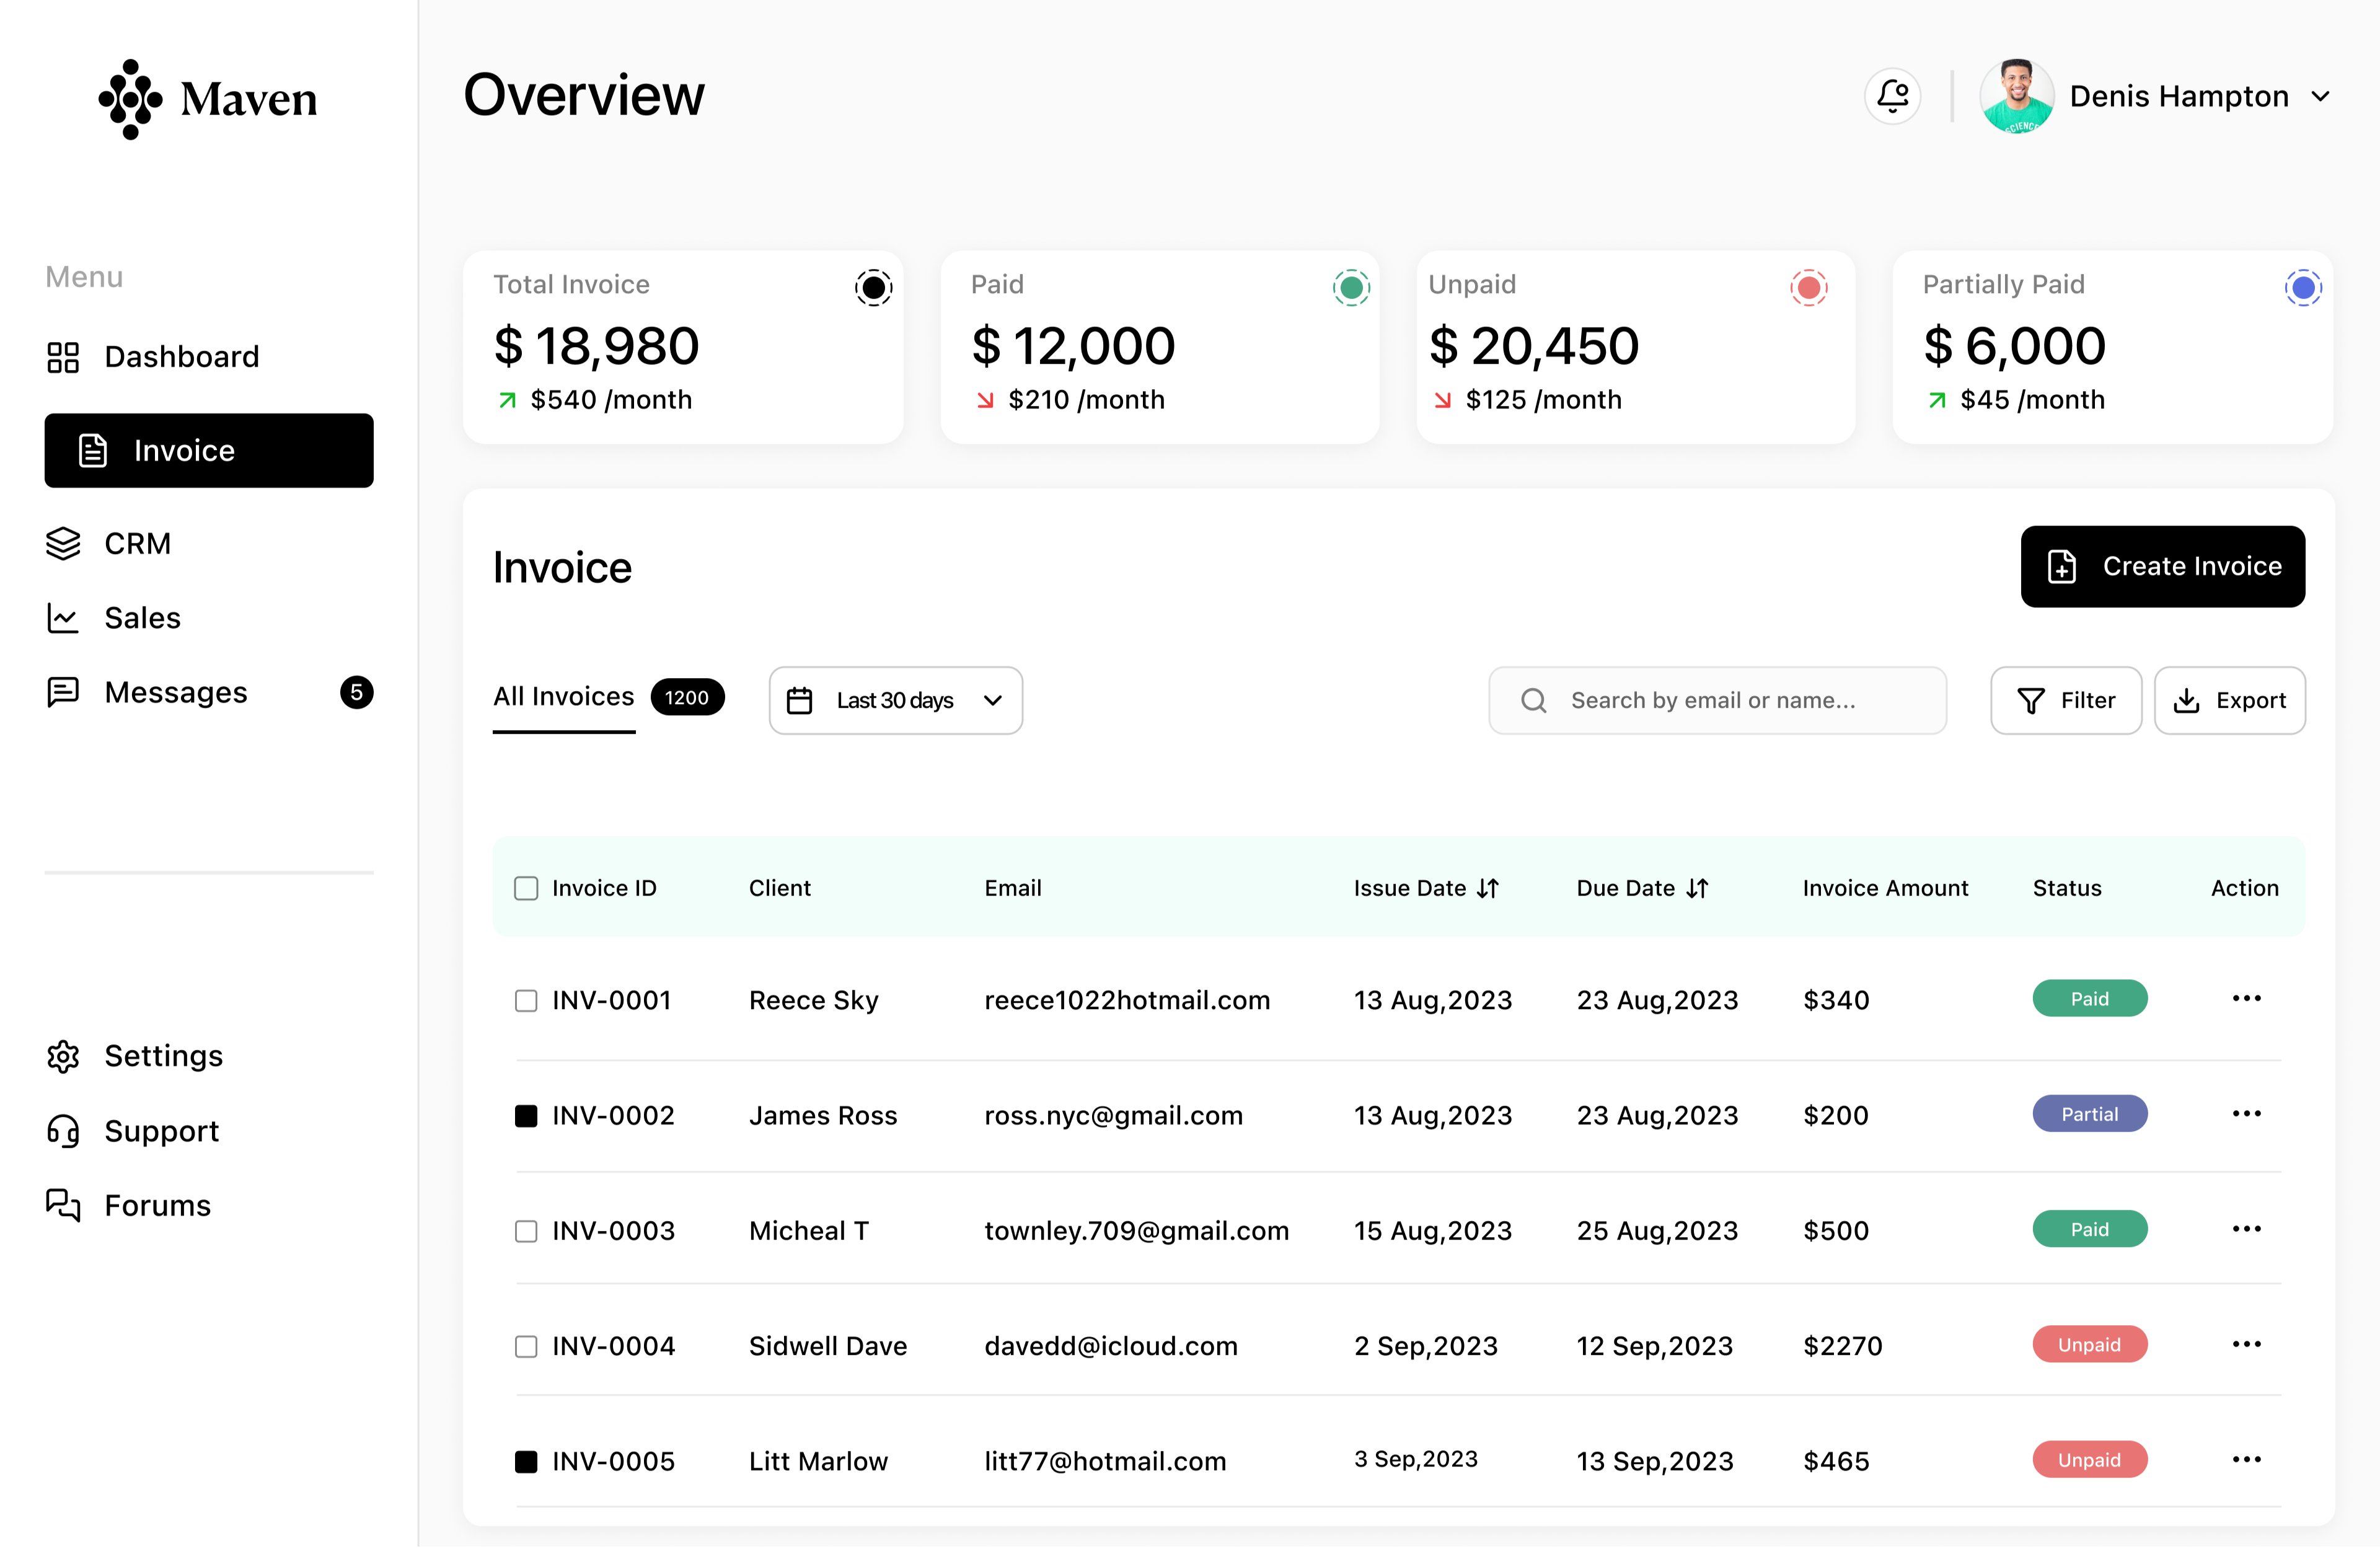 Maven
Overview
Denis Hampton
Menu
Dashboard
Invoice
CRM
Sales
Messages 5
Settings
Support
Forums
Total Invoice
$ 18,980
$540 /month
Paid
$ 12,000
$210 /month
Unpaid
$ 20,450
$125 /month
Partially Paid
$ 6,000
$45 /month
Invoice
Create Invoice
All Invoices 1200 Last 30 days Search by email or name... Filter Export
Invoice ID Client Email Issue Date Due Date Invoice Amount Status Action
INV-0001 Reece Sky reece1022hotmail.com 13 Aug,2023 23 Aug,2023 $340 Paid
INV-0002 James Ross ross.nyc@gmail.com 13 Aug,2023 23 Aug,2023 $200 Partial
INV-0003 Micheal T townley.709@gmail.com 15 Aug,2023 25 Aug,2023 $500 Paid
INV-0004 Sidwell Dave davedd@icloud.com 2 Sep,2023 12 Sep,2023 $2270 Unpaid
INV-0005 Litt Marlow litt77@hotmail.com 3 Sep,2023 13 Sep,2023 $465 Unpaid